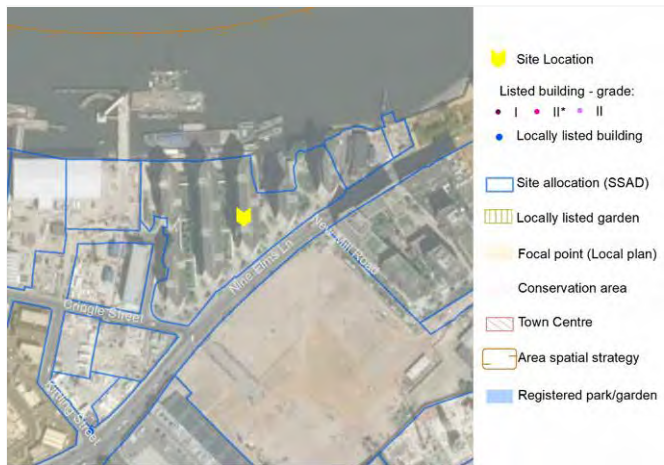 Nine Elms Ln
New Mill Road
Cringle Street
Kirtling Street
Site Location
Listed building - grade:
I II* II
Locally listed building
Site allocation (SSAD)
Locally listed garden
Focal point (Local plan)
Conservation area
Town Centre
Area spatial strategy
Registered park/garden